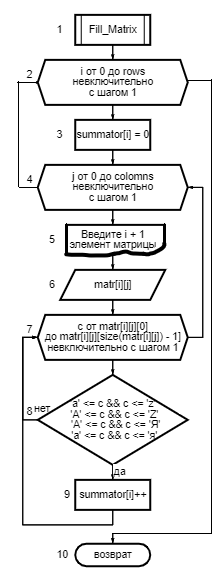 1
Fill_Matrix
2
i от 0 до rows
невключительно
с шагом 1
3
summator[i] = 0
4
j от 0 до colomns
невключительно
с шагом 1
5
Введите i + 1
элемент матрицы
6
matr[i][j]
7
c от matr[i][j][0]
до matr[i][j][size(matr[i][j]) - 1]
невключительно с шагом 1
8
нет
'a' <= c && c <= 'z'
'A' <= c && c <= 'Z'
'А' <= c && c <= 'Я'
'а' <= c && c <= 'я'
да
9
summator[i]++
10
возврат